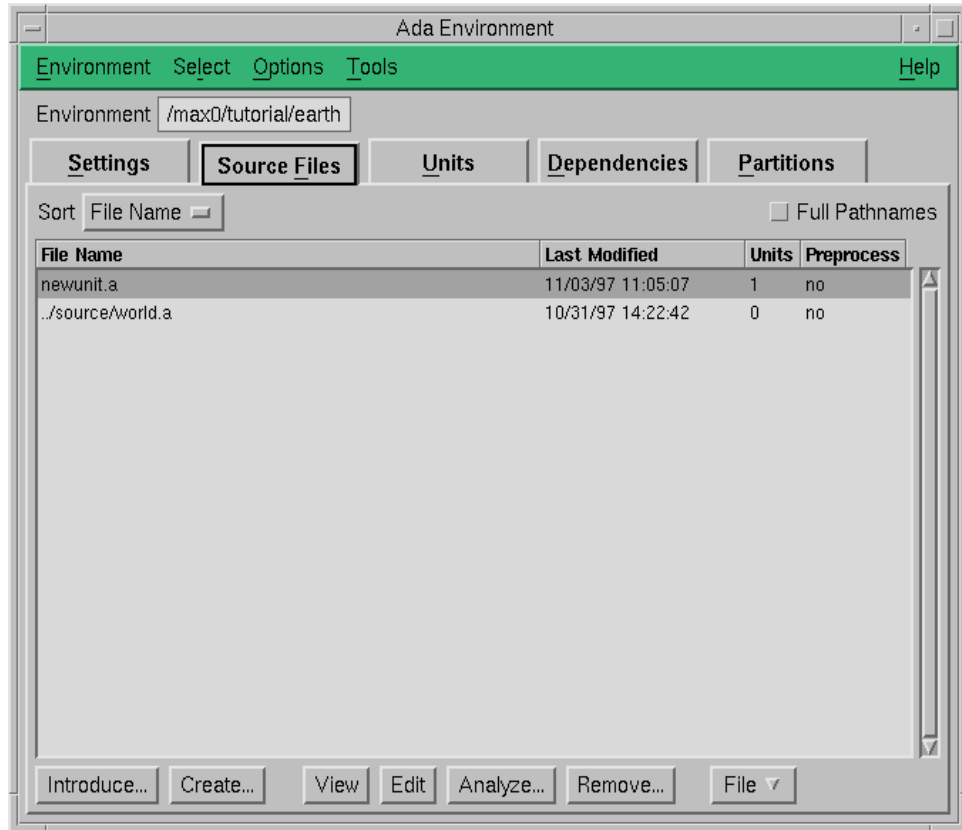 Ada Environment
Environment Select Options Tools Help
Environment /max0/tutorial/earth
Settings Source Files Units Dependencies Partitions
Sort File Name Full Pathnames
File Name Last Modified Units Preprocess
newunit.a 11/03/97 11:05:07 1 no
../source/world.a 10/31/97 14:22:42 0 no
Introduce... Create... View Edit Analyze... Remove... File